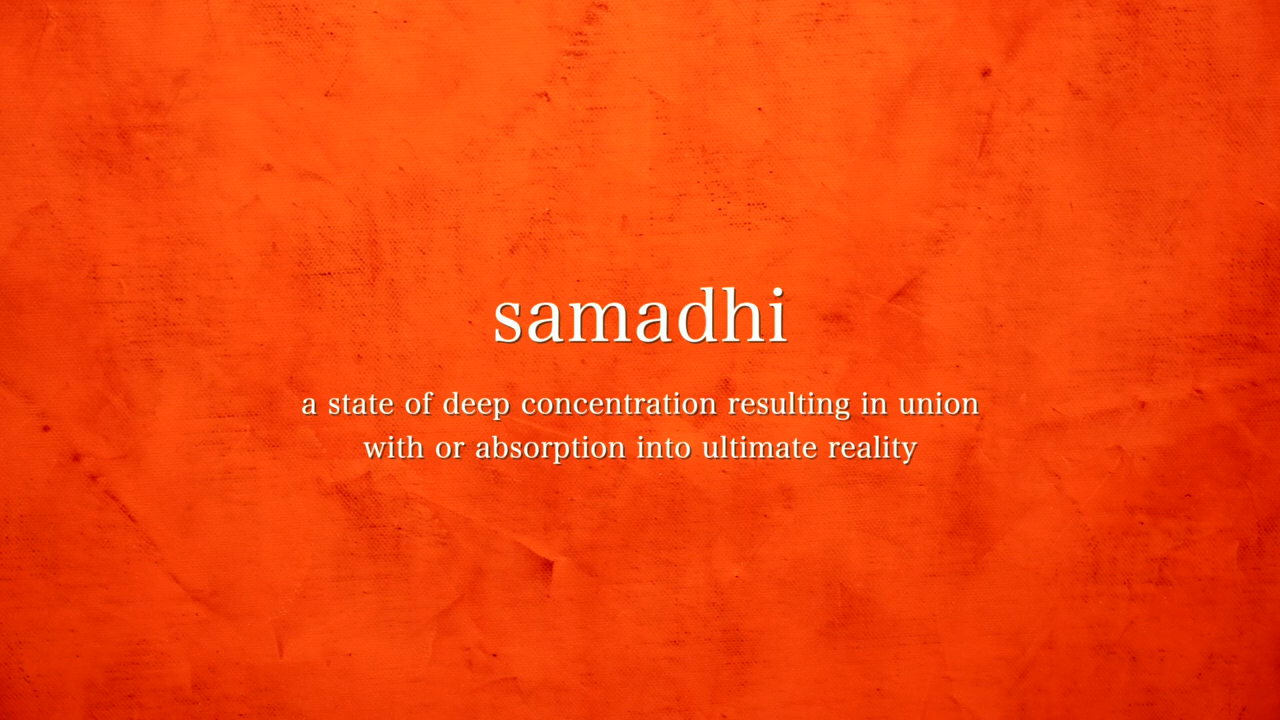 samadhi
a state of deep concentration resulting in union
with or absorption into ultimate reality